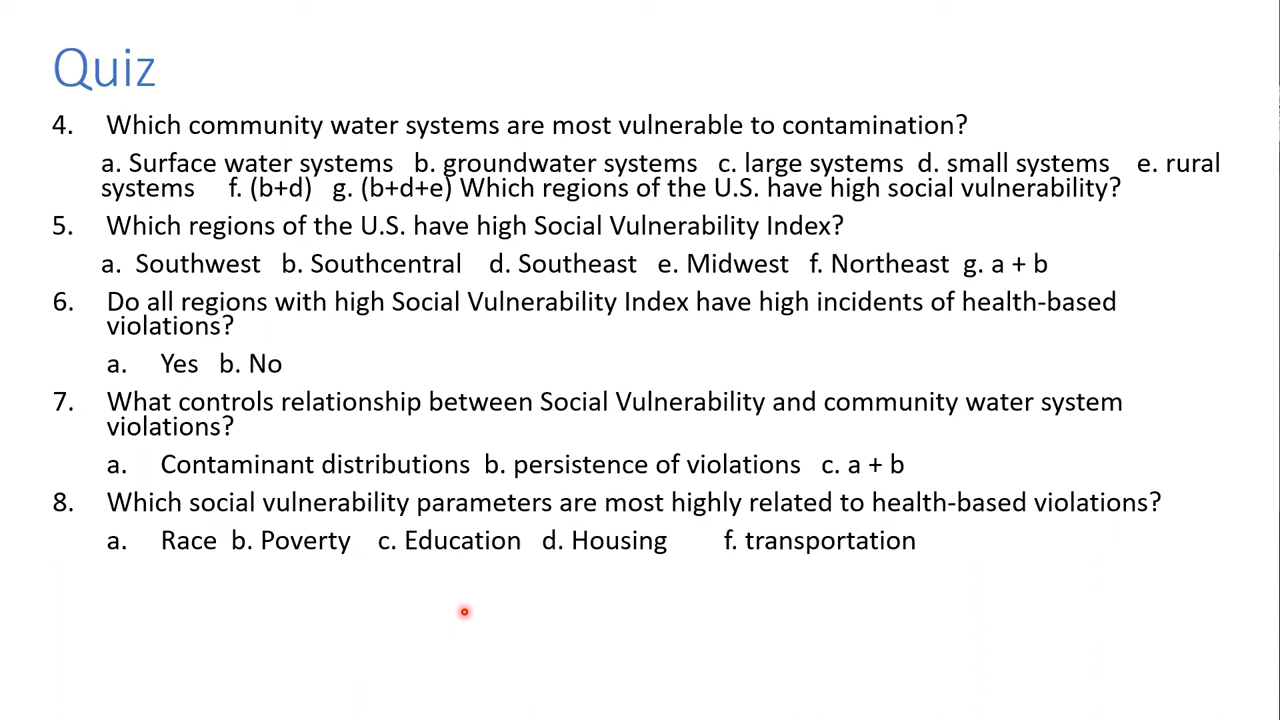 Quiz
4. Which community water systems are most vulnerable to contamination?
a. Surface water systems b. groundwater systems c. large systems d. small systems e. rural
systems f. (b+d) g. (b+d+e) Which regions of the U.S. have high social vulnerability?
5. Which regions of the U.S. have high Social Vulnerability Index?
a. Southwest b. Southcentral d. Southeast e. Midwest f. Northeast g. a + b
6. Do all regions with high Social Vulnerability Index have high incidents of health-based
violations?
a. Yes b. No
7. What controls relationship between Social Vulnerability and community water system
violations?
a. Contaminant distributions b. persistence of violations c. a + b
8. Which social vulnerability parameters are most highly related to health-based violations?
a. Race b. Poverty c. Education d. Housing f. transportation